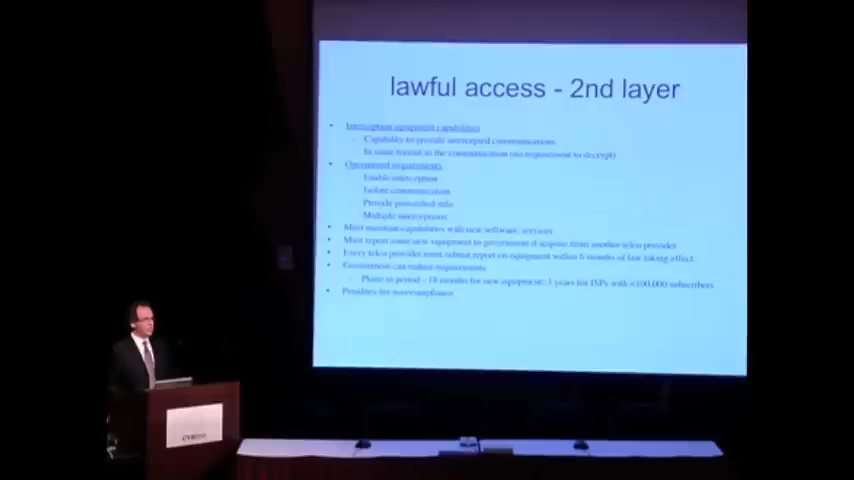 lawful access - 2nd layer
Interception equipment capabilities
Capability to provide intercepted communications
In same format as the communication (no requirement to decrypt)
Operational requirements
Enable interception
Isolate communication
Provide prescribed info
Multiple interceptions
Must maintain capabilities with new software, services
Must report some new equipment to government if acquire from another telco provider
Every telco provider must submit report on equipment within 6 months of law taking effect
Government can reduce requirements
Phase in period - 18 months for new equipment; 3 years for ISPs with <100,000 subscribers
Penalties for non-compliance